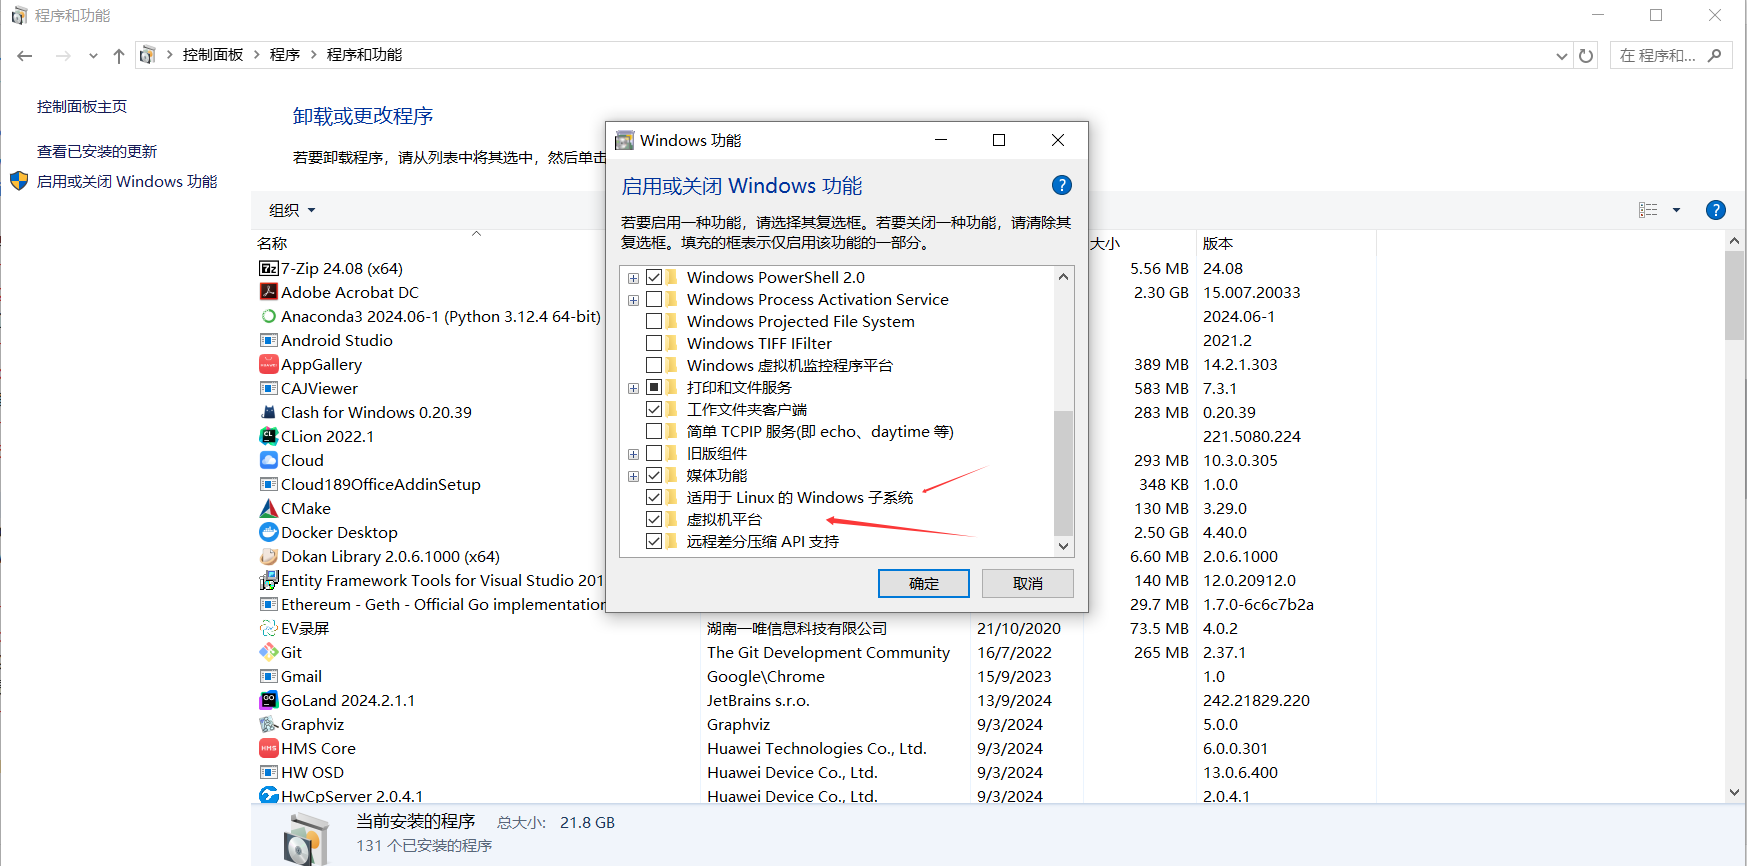 程序和功能
控制面板 程序 程序和功能
在 程序和...
控制面板主页
查看已安装的更新
启用或关闭 Windows 功能
卸载或更改程序
若要卸载程序，请从列表中将其选中，然后单击
组织
名称 大小 版本
7-Zip 24.08 (x64) 5.56 MB 24.08
Adobe Acrobat DC 2.30 GB 15.007.20033
Anaconda3 2024.06-1 (Python 3.12.4 64-bit) 2024.06-1
Android Studio 2021.2
AppGallery 389 MB 14.2.1.303
CAJViewer 583 MB 7.3.1
Clash for Windows 0.20.39 283 MB 0.20.39
CLion 2022.1 221.5080.224
Cloud 293 MB 10.3.0.305
Cloud189OfficeAddinSetup 348 KB 1.0.0
CMake 130 MB 3.29.0
Docker Desktop 2.50 GB 4.40.0
Dokan Library 2.0.6.1000 (x64) 6.60 MB 2.0.6.1000
Entity Framework Tools for Visual Studio 201 140 MB 12.0.20912.0
Ethereum - Geth - Official Go implementation 29.7 MB 1.7.0-6c6c7b2a
EV录屏 湖南一唯信息科技有限公司 21/10/2020 73.5 MB 4.0.2
Git The Git Development Community 16/7/2022 265 MB 2.37.1
Gmail Google\Chrome 15/9/2023 1.0
GoLand 2024.2.1.1 JetBrains s.r.o. 13/9/2024 242.21829.220
Graphviz Graphviz 9/3/2024 5.0.0
HMS Core Huawei Technologies Co., Ltd. 9/3/2024 6.0.0.301
HW OSD Huawei Device Co., Ltd. 9/3/2024 13.0.6.400
HwCpServer 2.0.4.1 Huawei Device Co., Ltd. 9/3/2024 2.0.4.1
当前安装的程序 总大小: 21.8 GB
131 个已安装的程序
Windows 功能
启用或关闭 Windows 功能
若要启用一种功能，请选择其复选框。若要关闭一种功能，请清除其
复选框。填充的框表示仅启用该功能的一部分。
Windows PowerShell 2.0
Windows Process Activation Service
Windows Projected File System
Windows TIFF IFilter
Windows 虚拟机监控程序平台
打印和文件服务
工作文件夹客户端
简单 TCPIP 服务(即 echo、daytime 等)
旧版组件
媒体功能
适用于 Linux 的 Windows 子系统
虚拟机平台
远程差分压缩 API 支持
确定 取消